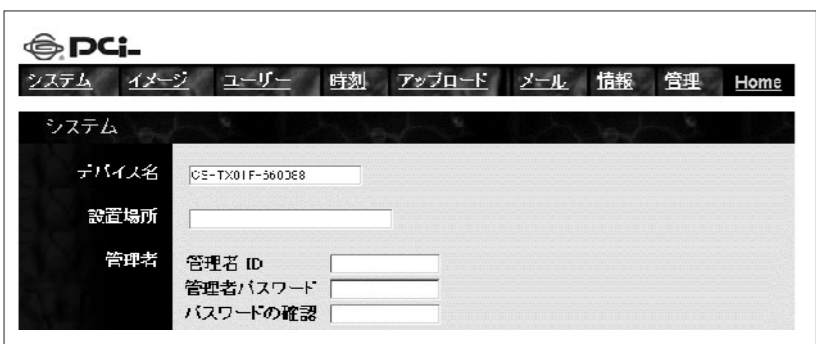 PCi
システム イメージ ユーザー 時刻 アップロード メール 情報 管理 Home
システム
デバイス名
設置場所
管理者 管理者 ID
管理者パスワード
パスワードの確認